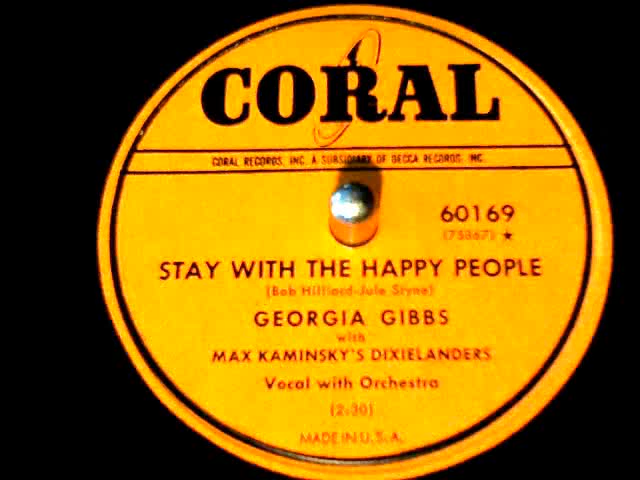 CORAL
CORAL RECORDS, INC. A SUBSIDIARY OF DECCA RECORDS, INC.
60169
(75867) ★
STAY WITH THE HAPPY PEOPLE
(Bob Hilliard-Jule Styne)
GEORGIA GIBBS
with
MAX KAMINSKY'S DIXIELANDERS
Vocal with Orchestra
(2:30)
MADE IN U.S.A.